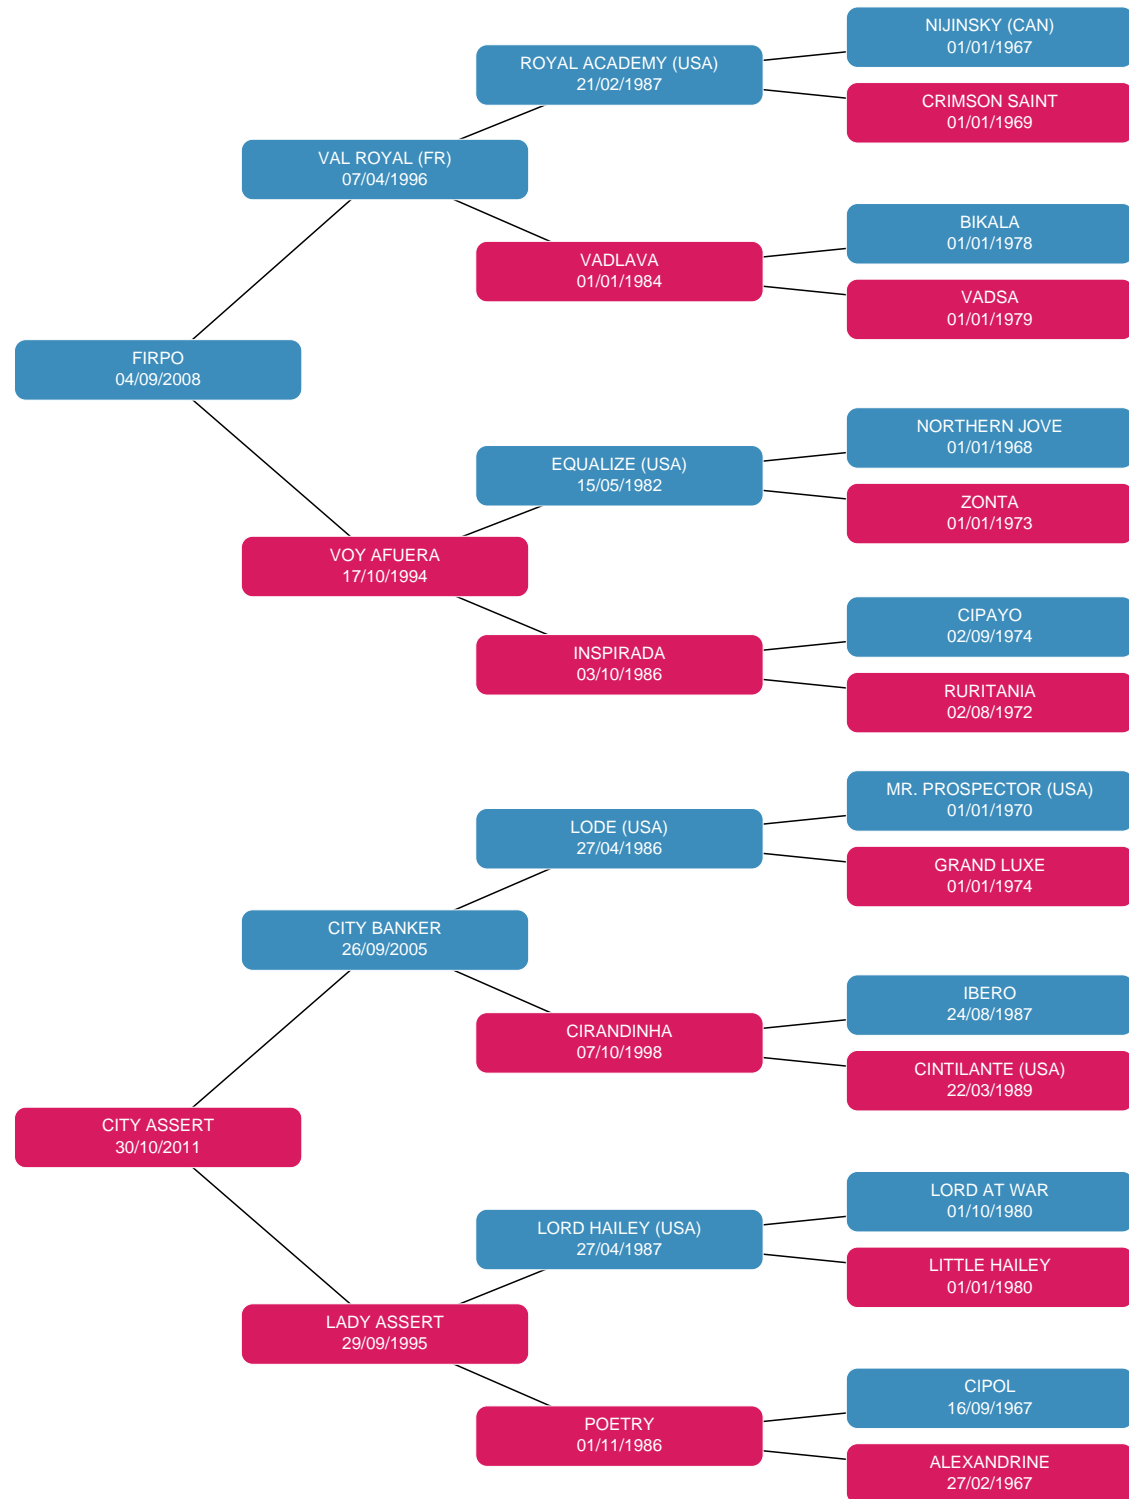 NIJINSKY (CAN)
01/01/1967
ROYAL ACADEMY (USA)
21/02/1987
CRIMSON SAINT
01/01/1969
VAL ROYAL (FR)
07/04/1996
BIKALA
01/01/1978
VADLAVA
01/01/1984
VADSA
01/01/1979
FIRPO
04/09/2008
NORTHERN JOVE
01/01/1968
EQUALIZE (USA)
15/05/1982
ZONTA
01/01/1973
VOY AFUERA
17/10/1994
CIPAYO
02/09/1974
INSPIRADA
03/10/1986
RURITANIA
02/08/1972
MR. PROSPECTOR (USA)
01/01/1970
LODE (USA)
27/04/1986
GRAND LUXE
01/01/1974
CITY BANKER
26/09/2005
IBERO
24/08/1987
CIRANDINHA
07/10/1998
CINTILANTE (USA)
22/03/1989
CITY ASSERT
30/10/2011
LORD AT WAR
01/10/1980
LORD HAILEY (USA)
27/04/1987
LITTLE HAILEY
01/01/1980
LADY ASSERT
29/09/1995
CIPOL
16/09/1967
POETRY
01/11/1986
ALEXANDRINE
27/02/1967